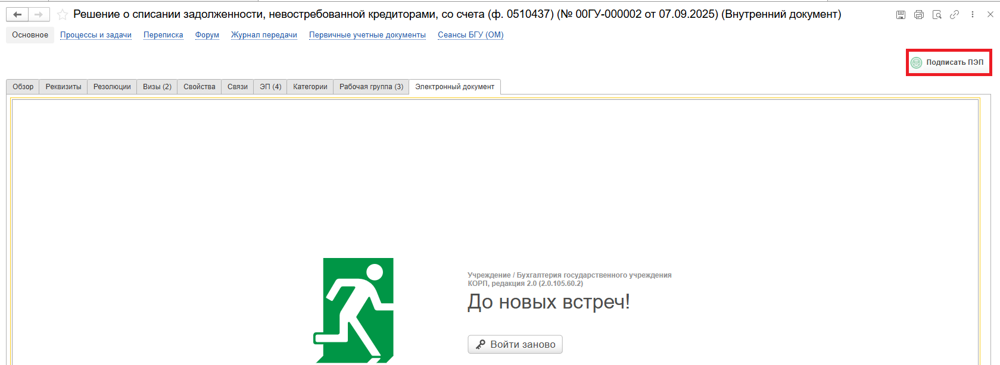 Решение о списании задолженности, невостребованной кредиторами, со счета (ф. 0510437) (№ 00ГУ-000002 от 07.09.2025) (Внутренний документ)
Основное Процессы и задачи Переписка Форум Журнал передачи Первичные учетные документы Сеансы БГУ (ОМ)
Подписать ПЭП
Обзор Реквизиты Резолюции Визы (2) Свойства Связи ЭП (4) Категории Рабочая группа (3) Электронный документ
Учреждение / Бухгалтерия государственного учреждения
КОРП, редакция 2.0 (2.0.105.60.2)
До новых встреч!
Войти заново